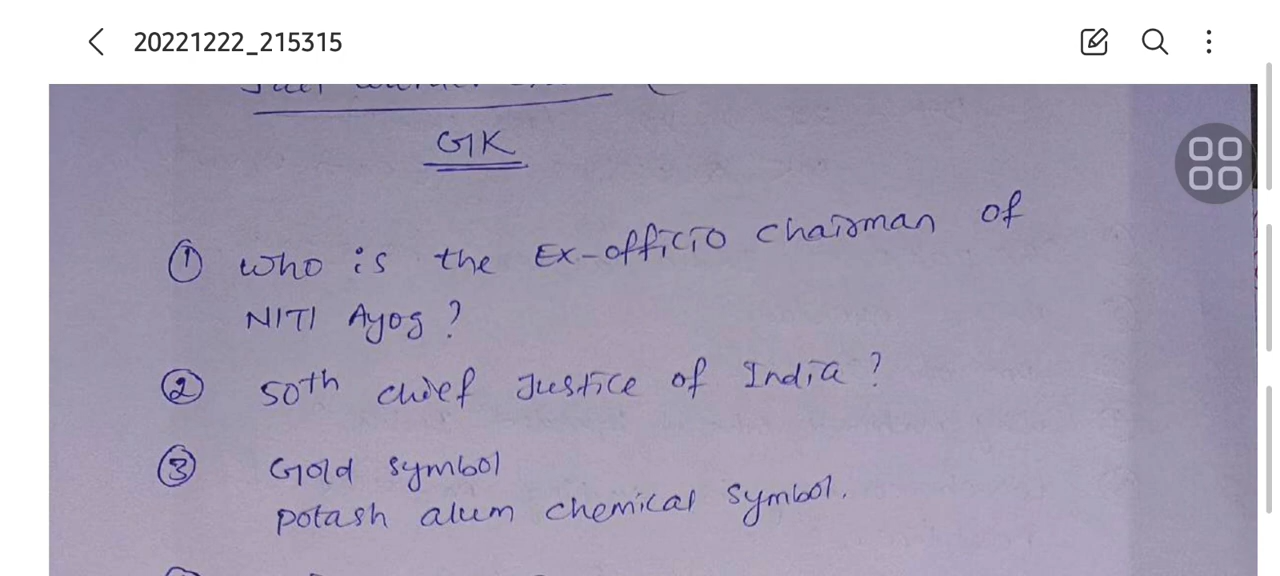 20221222_215315
GK
① Who is the Ex-officio chairman of
NITI Ayog ?
② 50th chief Justice of India ?
③ Gold symbol
potash alum chemical symbol.